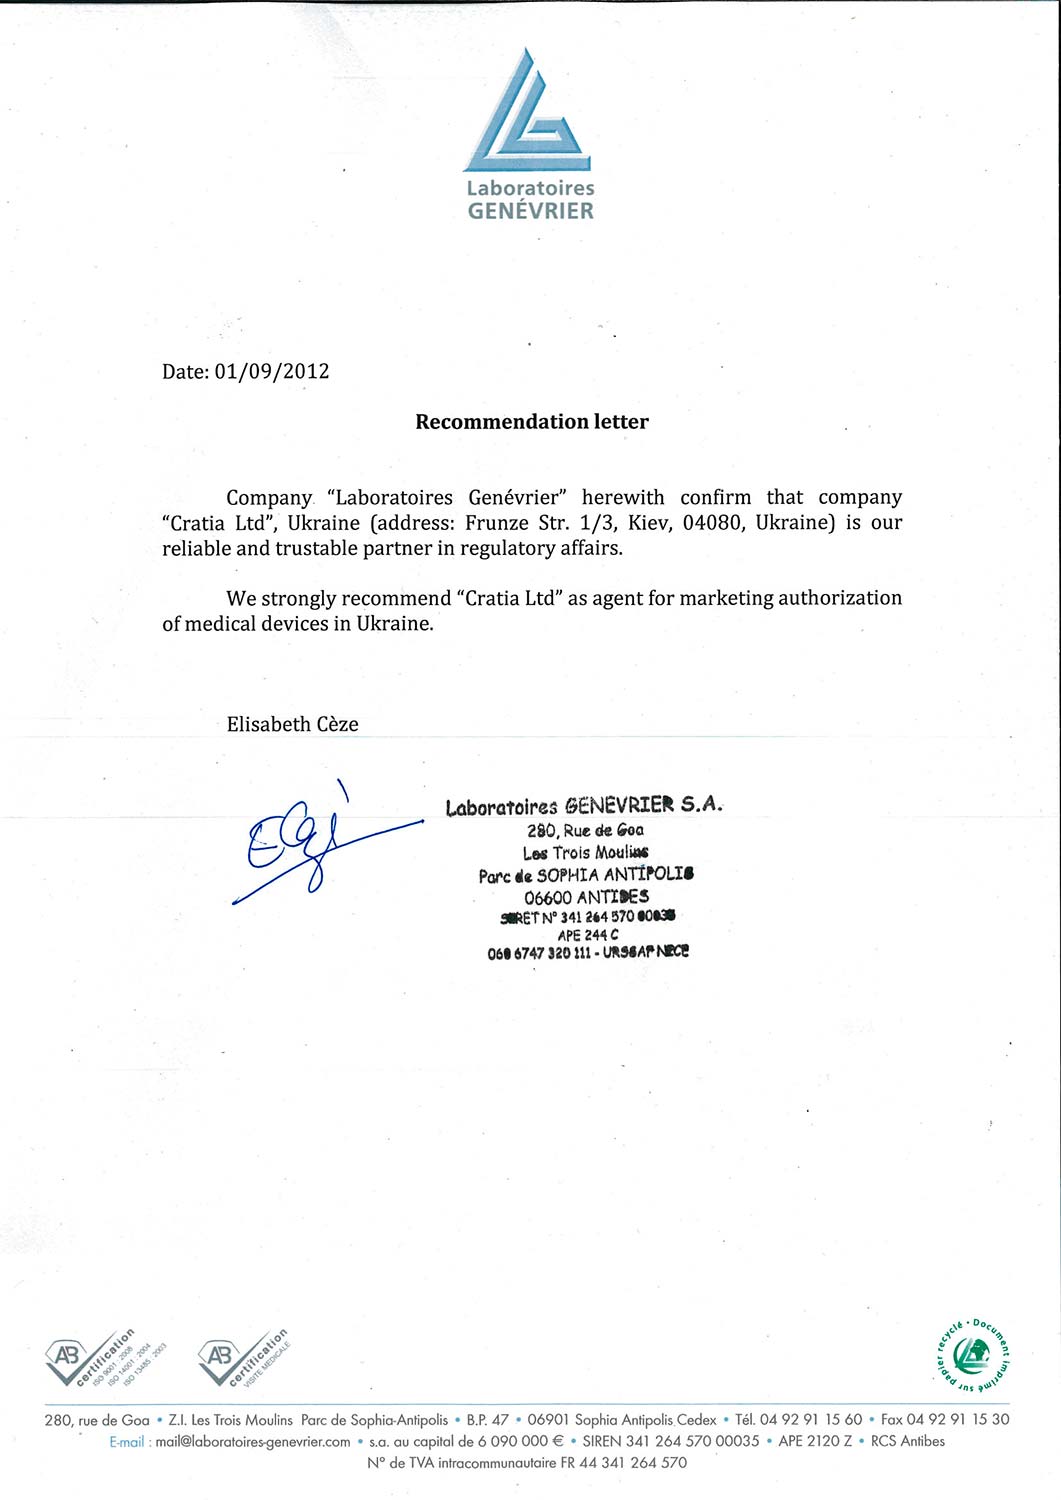 Laboratoires
GENÉVRIER
Date: 01/09/2012
Recommendation letter
Company “Laboratoires Genévrier” herewith confirm that company
“Cratia Ltd”, Ukraine (address: Frunze Str. 1/3, Kiev, 04080, Ukraine) is our
reliable and trustable partner in regulatory affairs.
We strongly recommend “Cratia Ltd” as agent for marketing authorization
of medical devices in Ukraine.
Elisabeth Cèze
Laboratoires GENEVRIER S.A.
280, Rue de Goa
Les Trois Moulins
Parc de SOPHIA ANTIPOLIS
06600 ANTIBES
SIRET N° 341 264 570 00035
APE 244 C
6747 320 111 - URSSAF
AB certification
ISO 9001 : 2008
ISO 14001 : 2004
ISO 13485 : 2003
AB certification
VISITE MEDICALE
Document imprimé sur papier recyclé
280, rue de Goa • Z.I. Les Trois Moulins Parc de Sophia-Antipolis • B.P. 47 • 06901 Sophia Antipolis Cedex • Tél. 04 92 91 15 60 • Fax 04 92 91 15 30
E-mail : mail@laboratoires-genevrier.com • s.a. au capital de 6 090 000 € • SIREN 341 264 570 00035 • APE 2120 Z • RCS Antibes
N° de TVA intracommunautaire FR 44 341 264 570